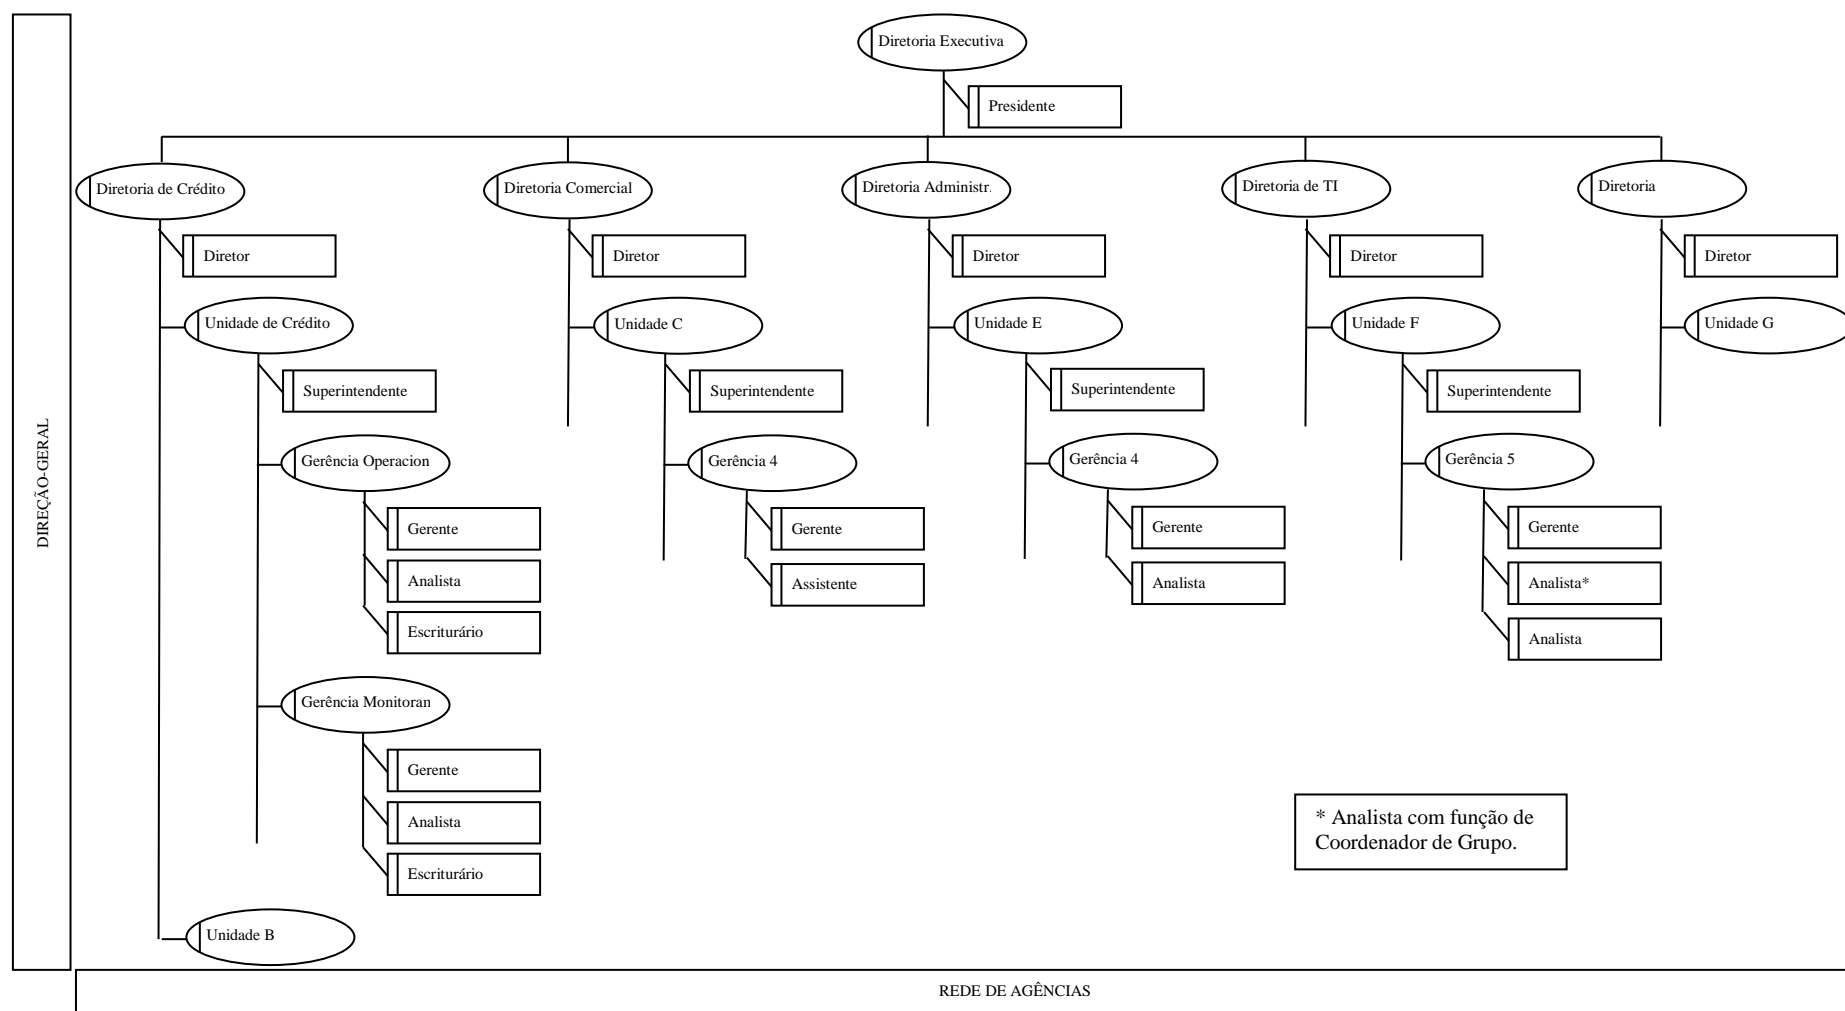 Diretoria Executiva
Presidente
Diretoria de Crédito
Diretoria Comercial
Diretoria Administr.
Diretoria de TI
Diretoria
Diretor
Diretor
Diretor
Diretor
Diretor
Unidade de Crédito
Unidade C
Unidade E
Unidade F
Unidade G
Superintendente
Superintendente
Superintendente
Superintendente
Gerência Operacion
Gerência 4
Gerência 4
Gerência 5
Gerente
Gerente
Gerente
Gerente
Analista
Assistente
Analista
Analista*
Escriturário
Analista
Gerência Monitoran
Gerente
Analista
Escriturário
Unidade B
* Analista com função de
Coordenador de Grupo.
DIREÇÃO-GERAL
REDE DE AGÊNCIAS